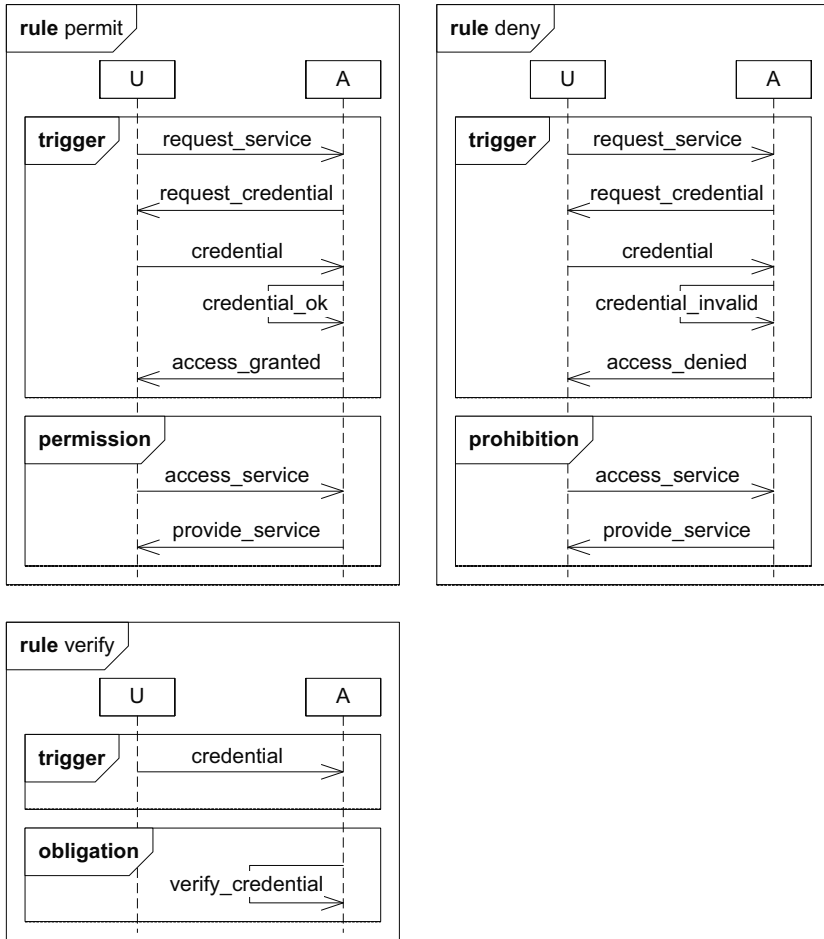 rule permit
U
A
trigger
request_service
request_credential
credential
credential_ok
access_granted
permission
access_service
provide_service
rule deny
U
A
trigger
request_service
request_credential
credential
credential_invalid
access_denied
prohibition
access_service
provide_service
rule verify
U
A
trigger
credential
obligation
verify_credential